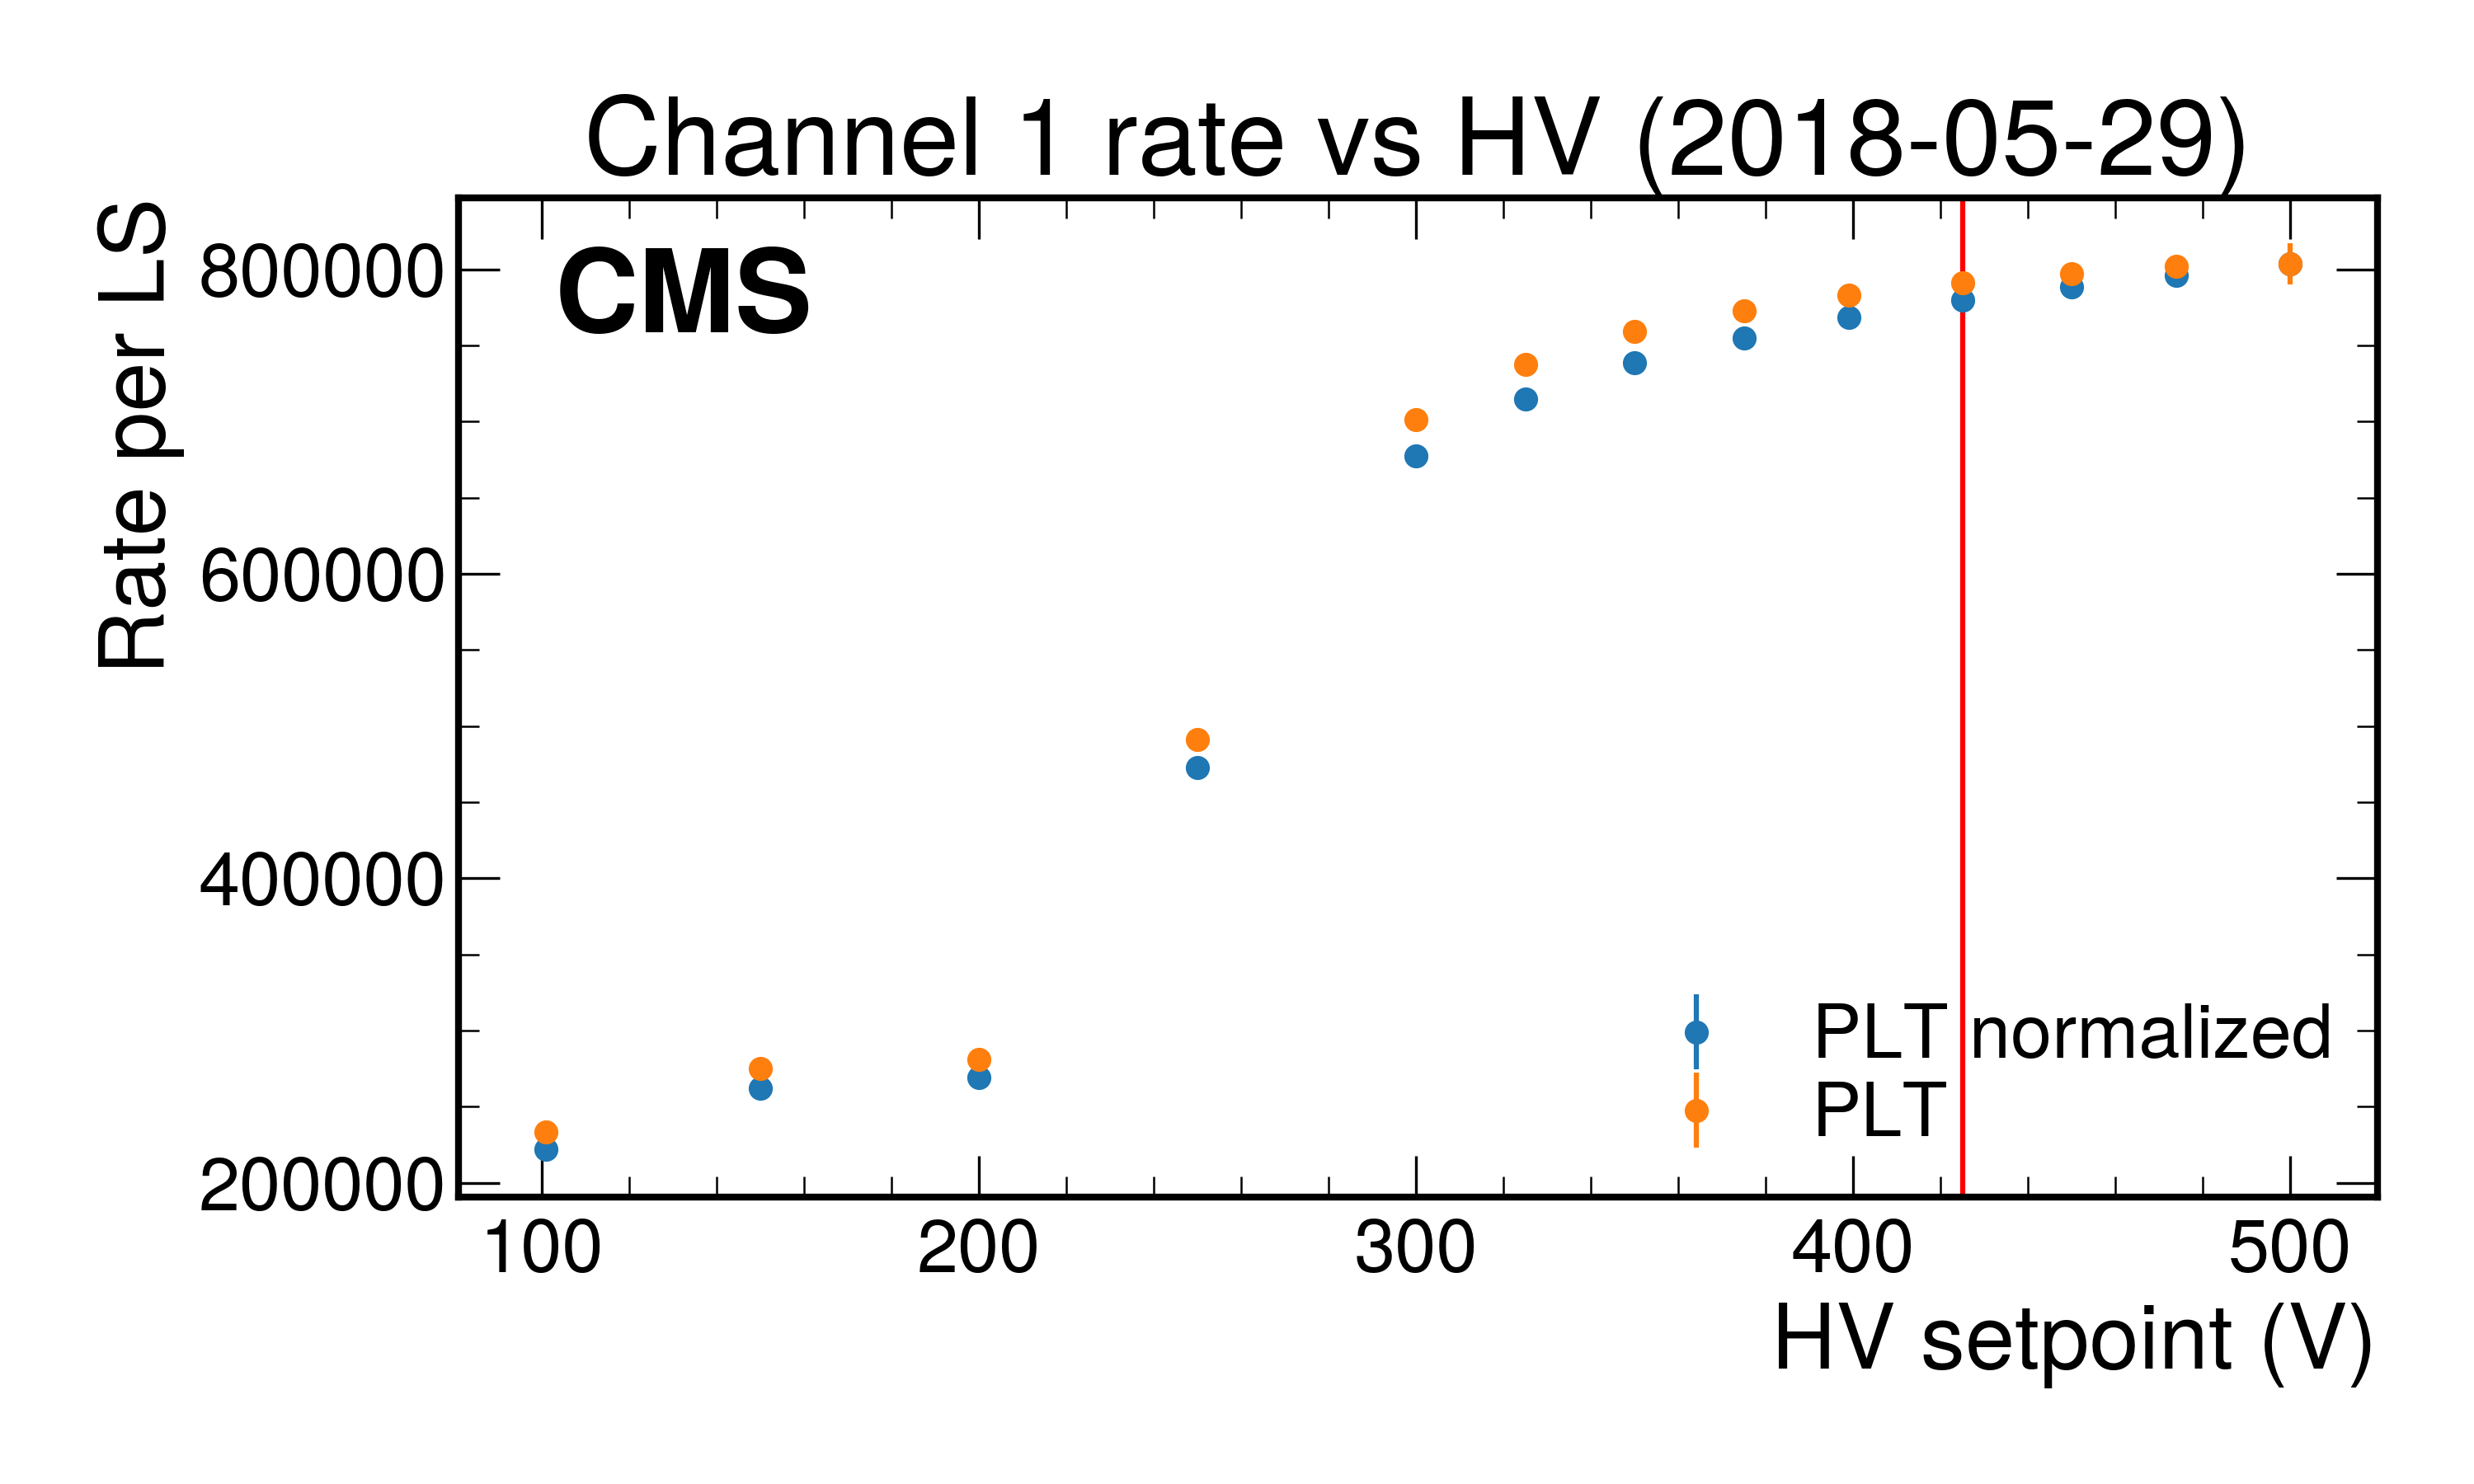 Channel 1 rate vs HV (2018-05-29)
CMS
Rate per LS
800000
600000
400000
200000
PLT normalized
PLT
100 200 300 400 500
HV setpoint (V)